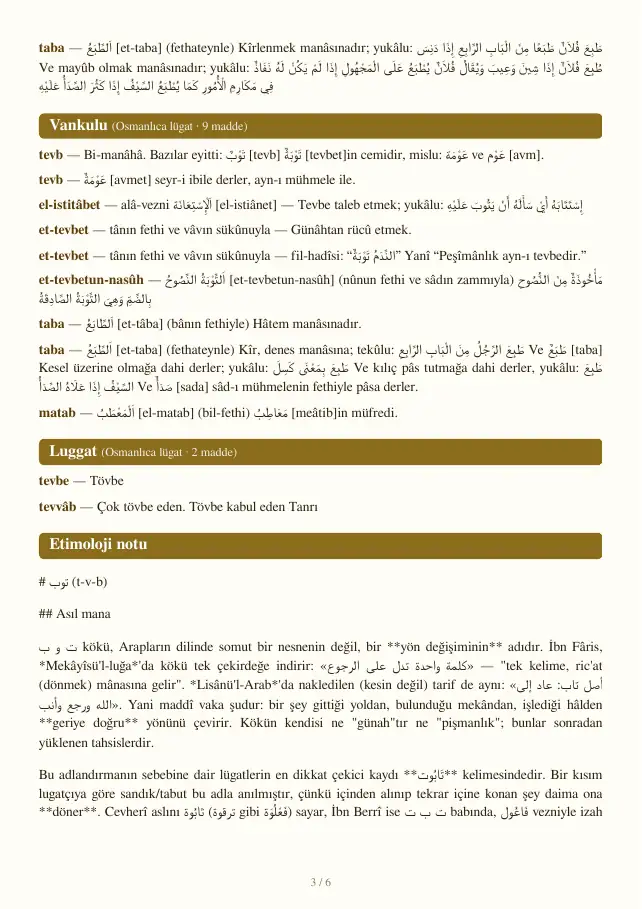 taba — اَلطَّبَعُ [et-taba] (fethateynle) Kîrlenmek manâsınadır; yukâlu: طَبِعَ فُلَانٌ طَبَعًا مِنْ الْبَابِ الرَّابِعِ إِذَا دَنِسَ
Ve mayûb olmak manâsınadır; yukâlu: طُبِعَ فُلَانٌ إِذَا شِينَ وَعِيبَ وَيُقَالُ فُلَانٌ يُطْبَعُ عَلَى الْمَجْهُولِ إِذَا لَمْ يَكُنْ لَهُ نَفَاذٌ
فِي مَكَارِمِ الْأُمُورِ كَمَا يُطْبَعُ السَّيْفُ إِذَا كَثُرَ الصَّدَأُ عَلَيْهِ
Vankulu (Osmanlıca lügat · 9 madde)
tevb — Bi-manâhâ. Bazılar eyitti: تَوْبٌ [tevb] تَوْبَةٌ [tevbet]in cemidir, mislu: عَوْمَة ve عَوْم [avm].
tevb — عَوْمَةٌ [avmet] seyr-i ibile derler, ayn-ı mühmele ile.
el-istitâbet — alâ-vezni اَلْإِسْتِعَانَة [el-istiânet] — Tevbe taleb etmek; yukâlu: إِسْتَتَابَهُ أَيْ سَأَلَهُ أَنْ يَتُوبَ عَلَيْهِ
et-tevbet — tânın fethi ve vâvın sükûnuyla — Günâhtan rücû etmek.
et-tevbet — tânın fethi ve vâvın sükûnuyla — fil-hadîsi: “اَلنَّدَمُ تَوْبَةٌ” Yanî “Peşîmânlık ayn-ı tevbedir.”
et-tevbetun-nasûh — اَلتَّوْبَةُ النَّصُوحُ [et-tevbetun-nasûh] (nûnun fethi ve sâdın zammıyla) مَأْخُوذَةٌ مِنْ النُّصُوحِ
بِالضَّمِّ وَهِيَ التَّوْبَةُ الصَّادِقَةُ
taba — اَلطَّابَعُ [et-tâba] (bânın fethiyle) Hâtem manâsınadır.
taba — اَلطَّبَعُ [et-taba] (fethateynle) Kîr, denes manâsına; tekûlu: طَبِعَ الرَّجُلُ مِنَ الْبَابِ الرَّابِعِ Ve طَبَعٌ [taba]
Kesel üzerine olmağa dahi derler; yukâlu: طَبِعَ بِمَعْنَى كَسِلَ Ve kılıç pas tutmağa dahi derler, yukâlu: طَبِعَ
السَّيْفُ إِذَا عَلَاهُ الصَّدَأُ Ve صَدَأٌ [sada] sâd-ı mühmelenin fethiyle pâsa derler.
matab — اَلْمَعْطَبُ [el-matab] (bil-fethi) مَعَاطِبُ [meâtib]in müfredi.
Luggat (Osmanlıca lügat · 2 madde)
tevbe — Tövbe
tevvâb — Çok tövbe eden. Tövbe kabul eden Tanrı
Etimoloji notu
# توب (t-v-b)
## Asıl mana
ت و ب kökü, Arapların dilinde somut bir nesnenin değil, bir **yön değişiminin** adıdır. İbn Fâris,
*Mekâyîsü'l-luğa*'da kökü tek çekirdeğe indirir: «كلمة واحدة تدل على الرجوع» — "tek kelime, ric'at
(dönmek) mânasına gelir". *Lisânü'l-Arab*'da nakledilen (kesin değil) tarif de aynı: «أصل تاب: عاد إلى
الله ورجع وأنب». Yani maddî vaka şudur: bir şey gittiği yoldan, bulunduğu mekândan, işlediği hâlden
**geriye doğru** yönünü çevirir. Kökün kendisi ne "günah"tır ne "pişmanlık"; bunlar sonradan
yüklenen tahsislerdir.
Bu adlandırmanın sebebine dair lügatlerin en dikkat çekici kaydı **تَابُوت** kelimesindedir. Bir kısım
lugatçıya göre sandık/tabut bu adla anılmıştır, çünkü içinden alınıp tekrar içine konan şey daima ona
**döner**. Cevherî aslını تَابُوَة (ترقوة gibi فَعْلُوَة) sayar, İbn Berrî ise ت ب ت babında, فَاعُول vezniyle izah
3 / 6